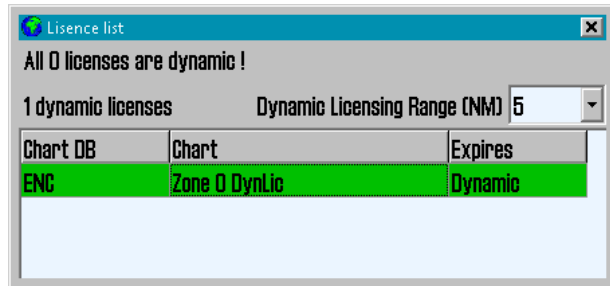 Lisence list
All 0 licenses are dynamic !
1 dynamic licenses Dynamic Licensing Range (NM) 5
Chart DB Chart Expires
ENC Zone 0 DynLic Dynamic